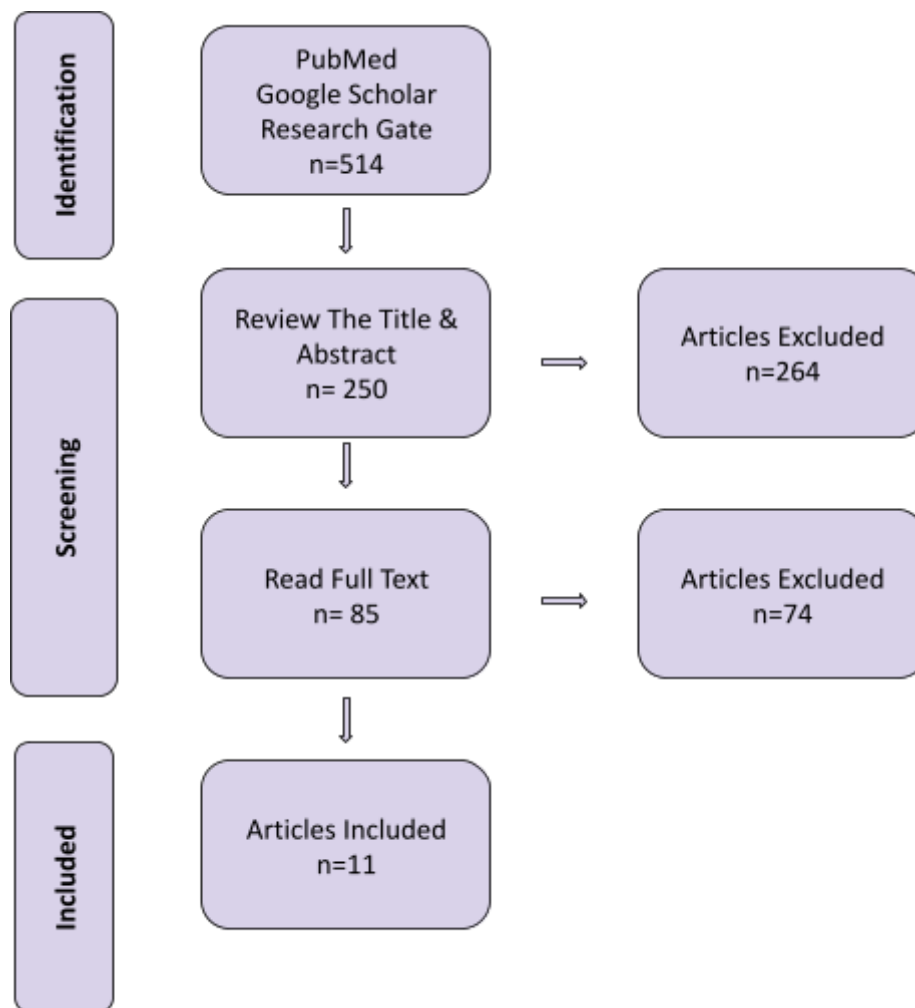 Identification
PubMed
Google Scholar
Research Gate
n=514
Screening
Review The Title &
Abstract
n= 250
Articles Excluded
n=264
Read Full Text
n= 85
Articles Excluded
n=74
Included
Articles Included
n=11